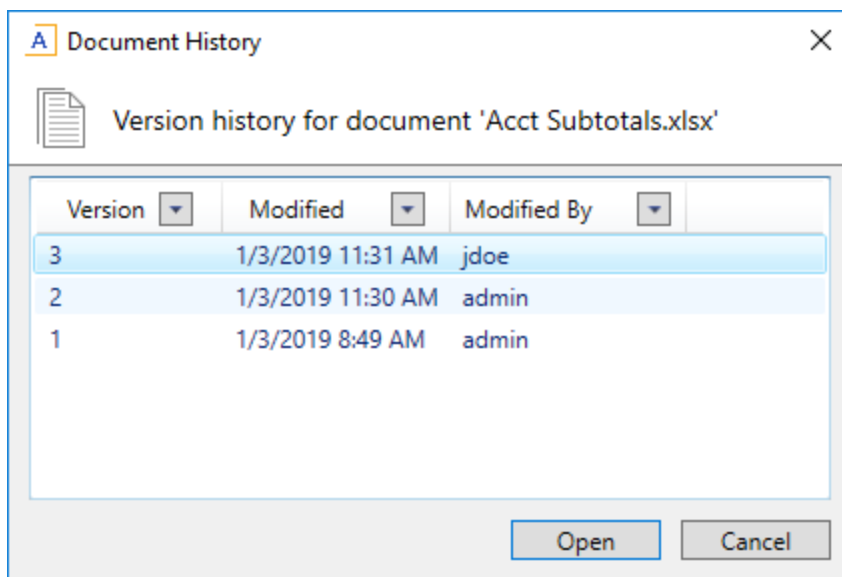 A Document History
Version history for document 'Acct Subtotals.xlsx'
Version Modified Modified By
3 1/3/2019 11:31 AM jdoe
2 1/3/2019 11:30 AM admin
1 1/3/2019 8:49 AM admin
Open Cancel